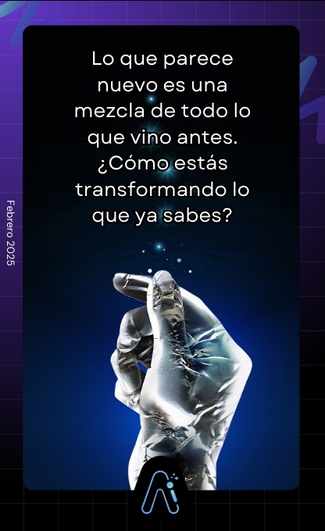 Lo que parece
nuevo es una
mezcla de todo lo
que vino antes.
¿Cómo estás
transformando lo
que ya sabes?
Febrero 2025
Ai